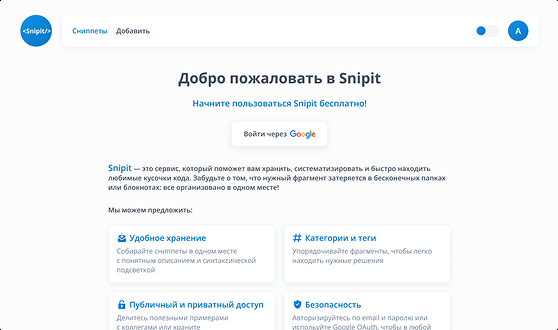 <Snipit/>
Сниппеты Добавить
A
Добро пожаловать в Snipit
Начните пользоваться Snipit бесплатно!
Войти через Google
Snipit — это сервис, который поможет вам хранить, систематизировать и быстро находить
любимые кусочки кода. Забудьте о том, что нужный фрагмент затеряется в бесконечных папках
или блокнотах: все организовано в одном месте!
Мы можем предложить:
Удобное хранение
Собирайте сниппеты в одном месте
с понятным описанием и синтаксической
подсветкой
Категории и теги
Упорядочивайте фрагменты, чтобы легко
находить нужные решения
Публичный и приватный доступ
Делитесь полезными примерами
с коллегами или храните
Безопасность
Авторизируйтесь по email и паролю или
используйте Google OAuth, чтобы в любой